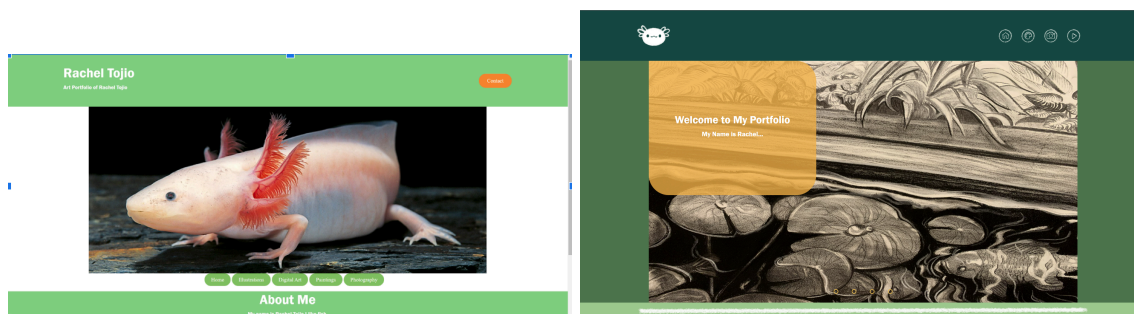 Rachel Tojio
Art Portfolio of Rachel Tojio
Contact
Home
Illustrations
Digital Art
Paintings
Photography
About Me
Welcome to My Portfolio
My Name is Rachel...